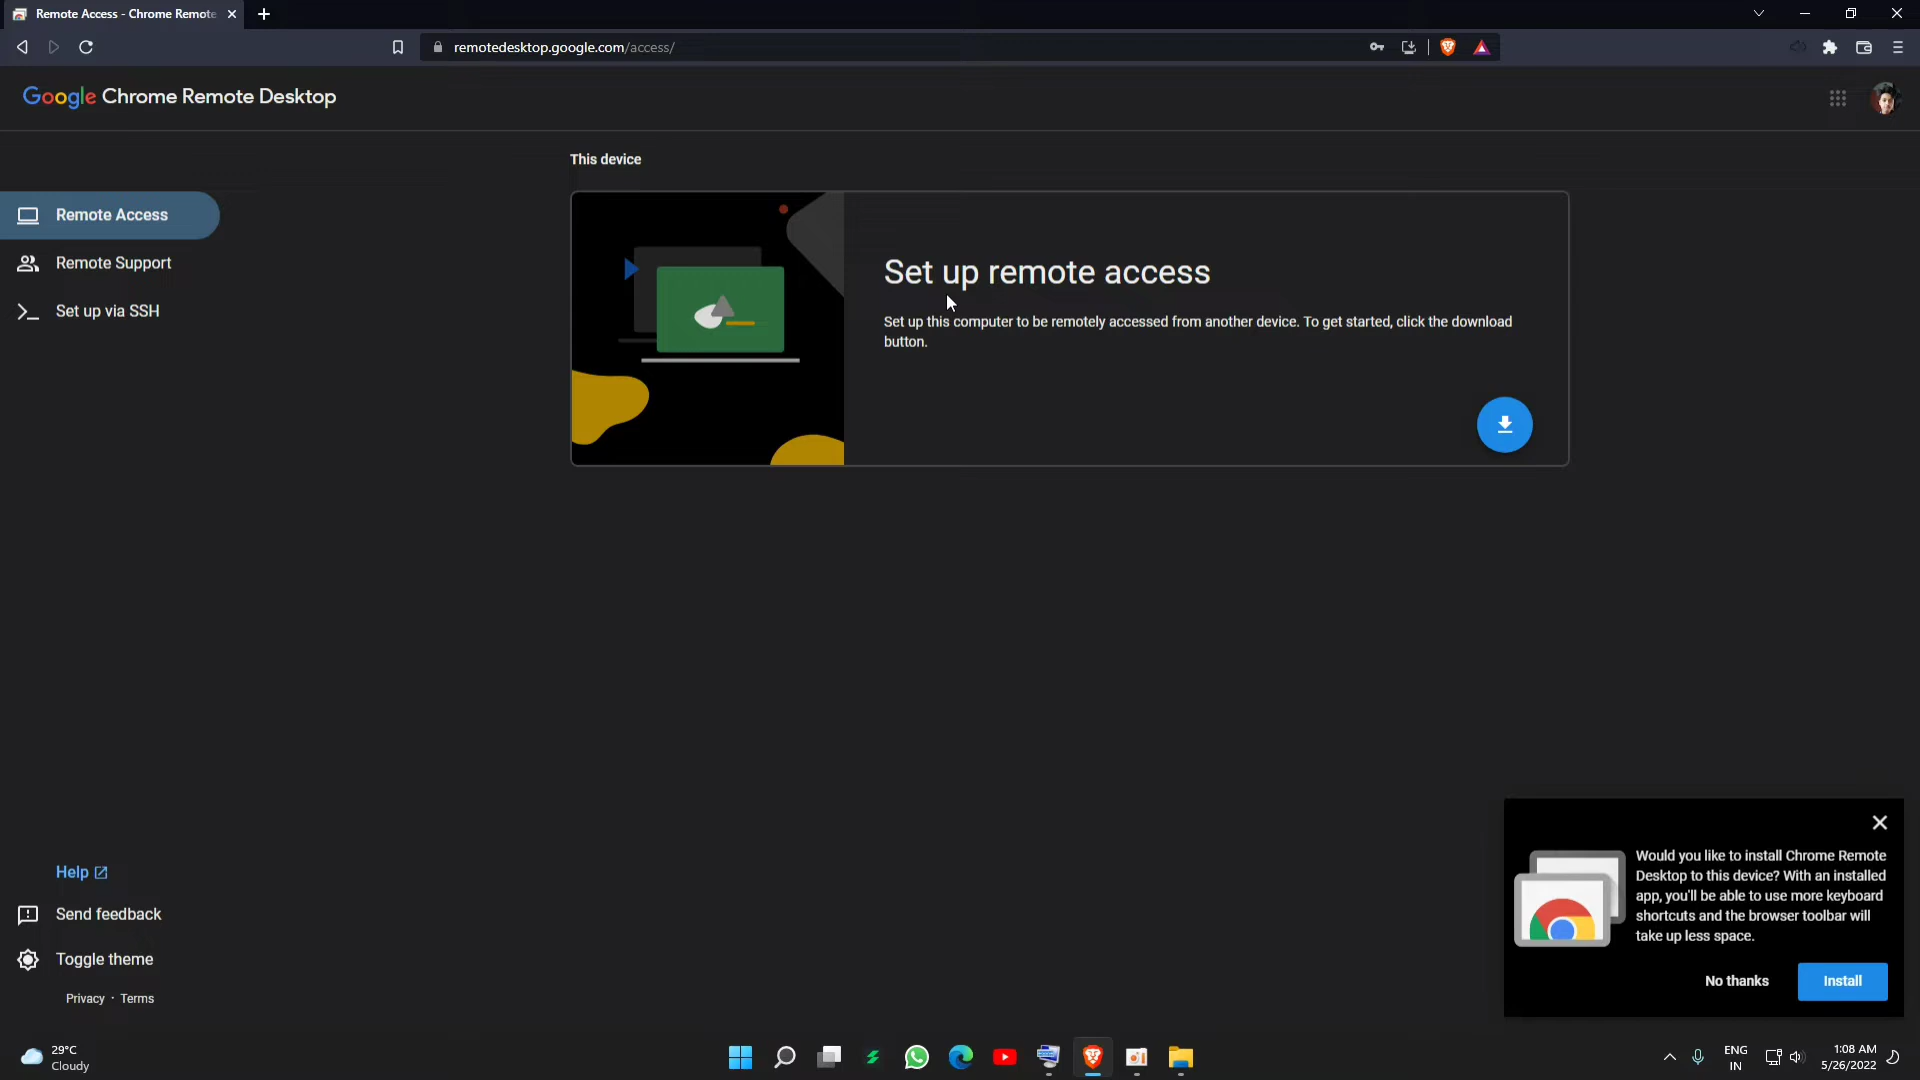 Remote Access - Chrome Remote
remotedesktop.google.com/access/
Google Chrome Remote Desktop
This device
Remote Access
Remote Support
Set up via SSH
Set up remote access
Set up this computer to be remotely accessed from another device. To get started, click the download
button.
Help
Send feedback
Toggle theme
Privacy · Terms
Would you like to install Chrome Remote
Desktop to this device? With an installed
app, you'll be able to use more keyboard
shortcuts and the browser toolbar will
take up less space.
No thanks
Install
29°C
Cloudy
ENG
IN
1:08 AM
5/26/2022